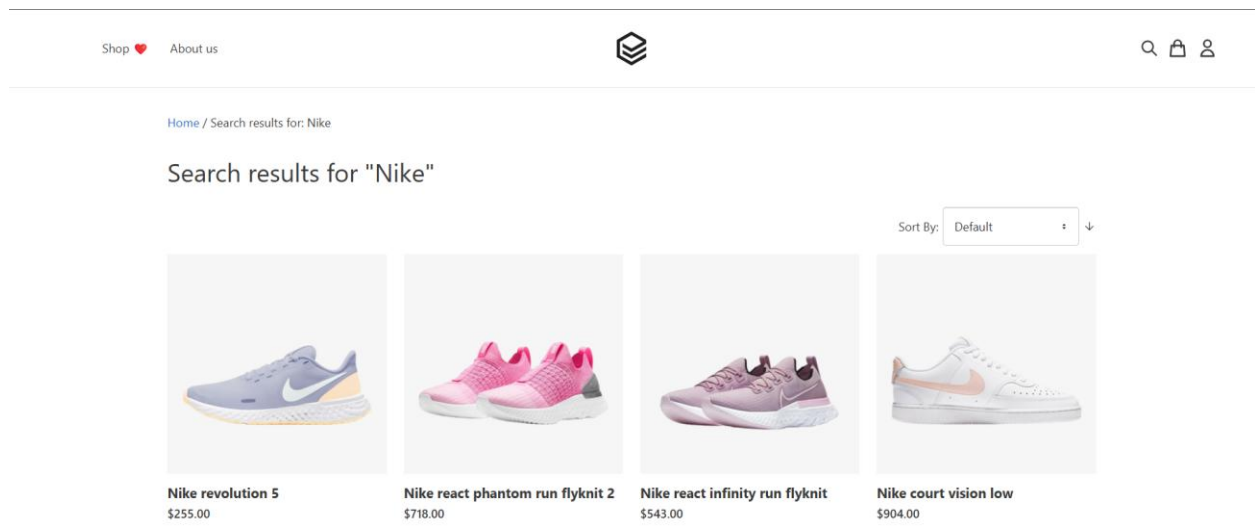 Shop ❤️ About us
Home / Search results for: Nike
Search results for "Nike"
Sort By: Default
Nike revolution 5
$255.00
Nike react phantom run flyknit 2
$718.00
Nike react infinity run flyknit
$543.00
Nike court vision low
$904.00